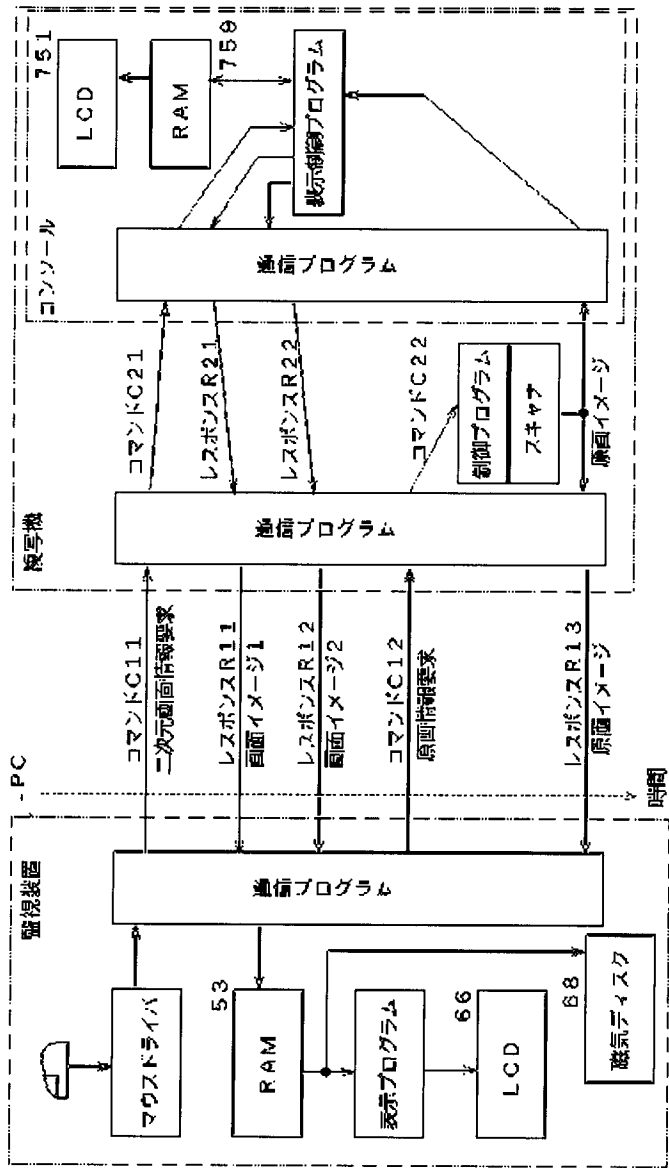 監視装置
PC
マウスドライバ
RAM
53
表示プログラム
LCD
66
磁気ディスク
68
通信プログラム
時間
コマンドC11
二次元画面情報要求
レスポンスR11
画面イメージ1
レスポンスR12
画面イメージ2
コマンドC12
原画情報要求
レスポンスR13
原画イメージ
複写機
通信プログラム
コマンドC21
レスポンスR21
レスポンスR22
コマンドC22
制御プログラム
スキャナ
原画イメージ
コンソール
通信プログラム
LCD
751
RAM
759
表示制御プログラム